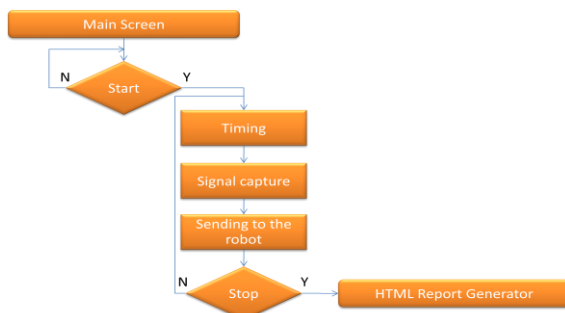 Main Screen
N
Y
Start
Timing
Signal capture
Sending to the
robot
N
Y
Stop
HTML Report Generator